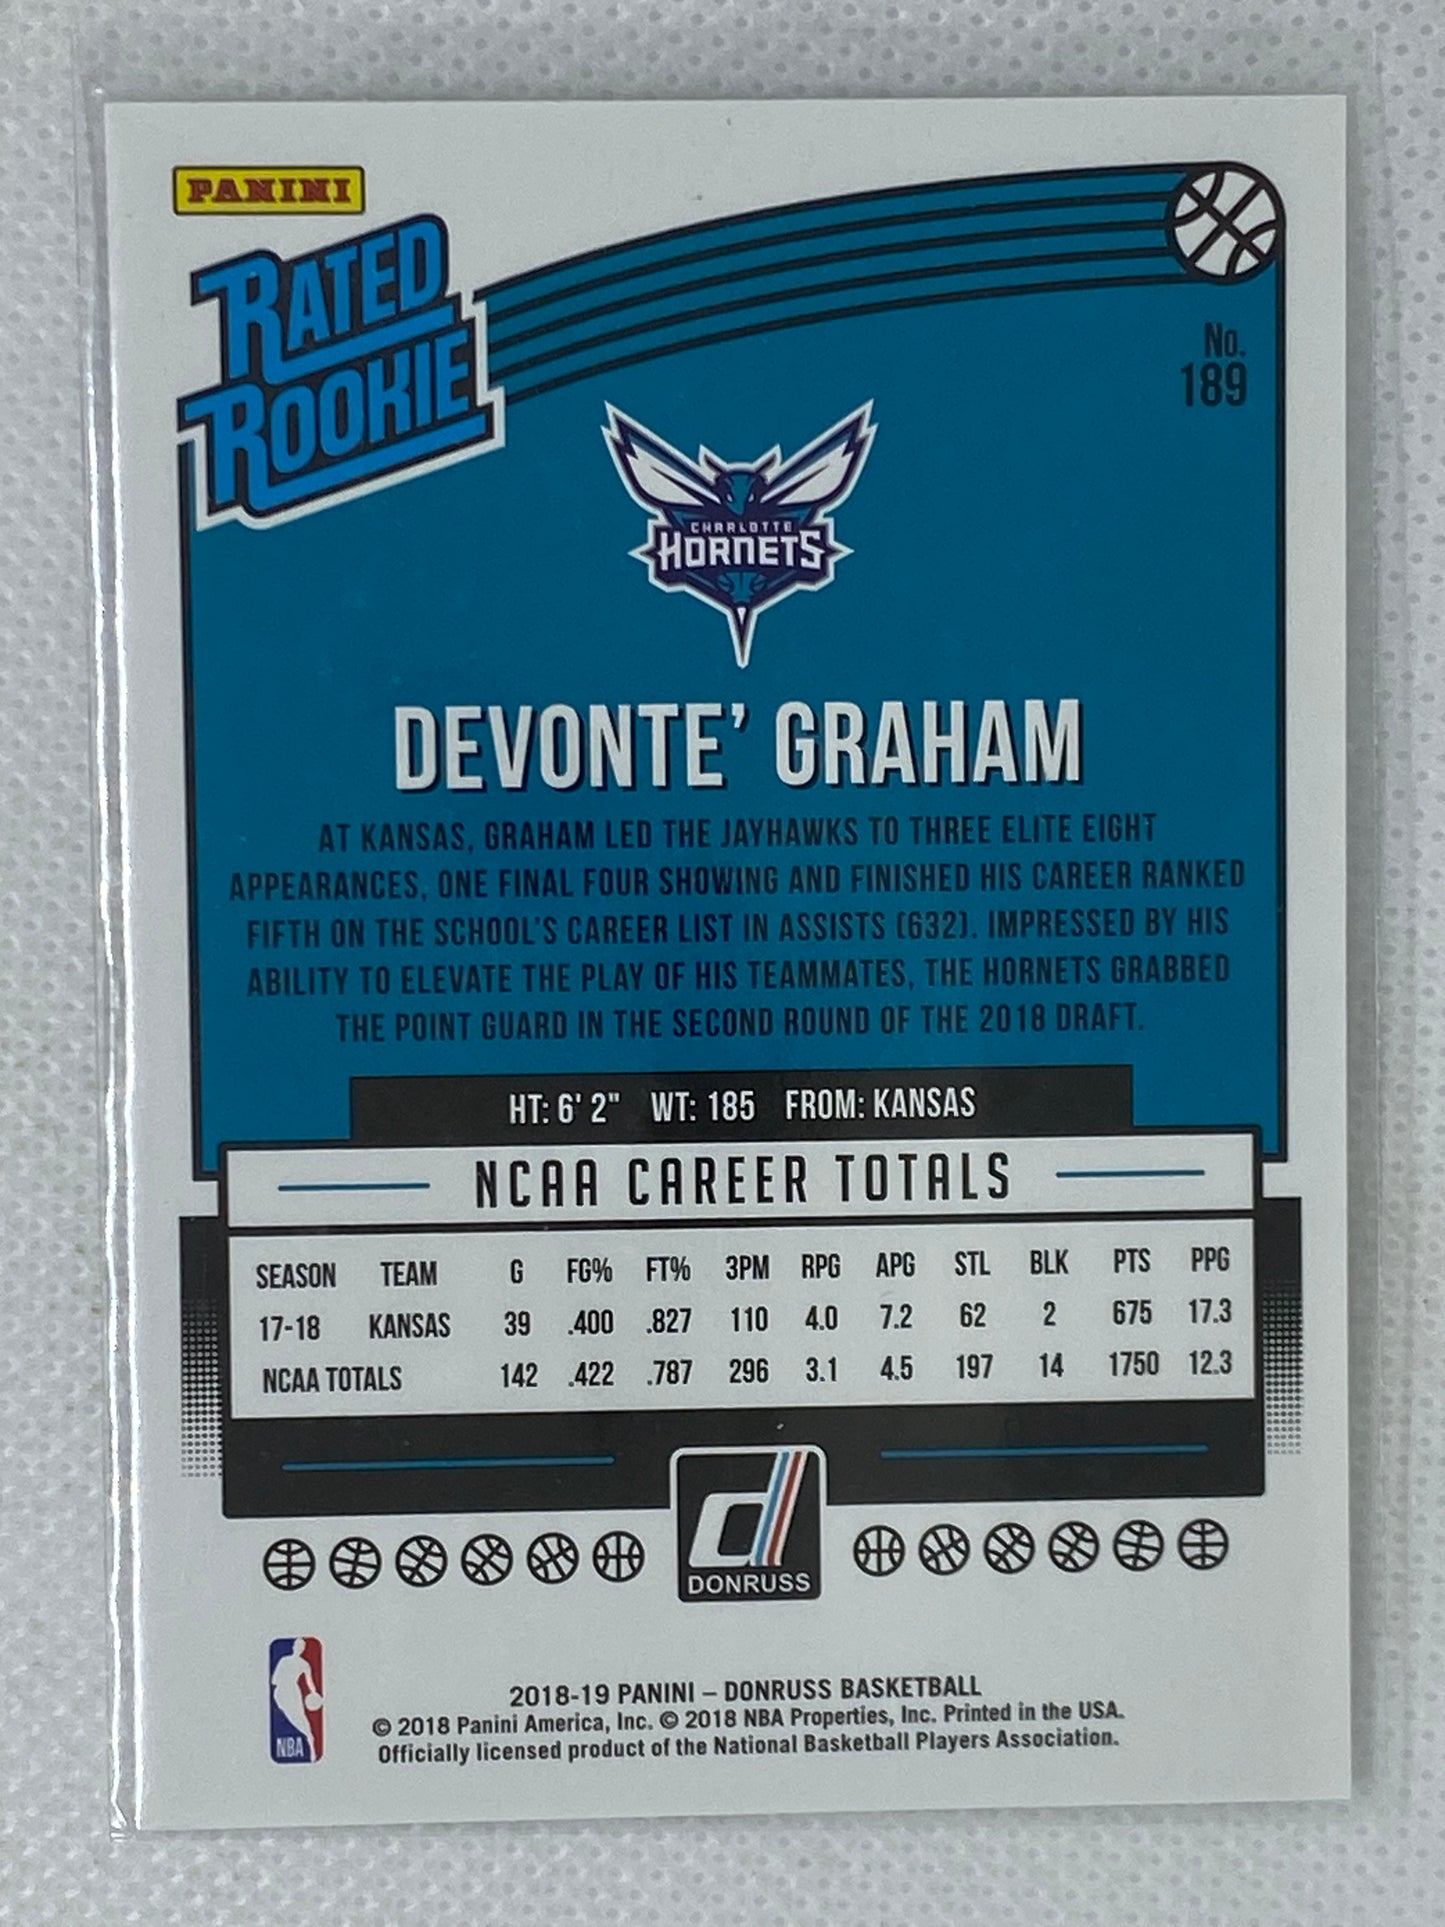 PANINI
RATED
ROOKIE
No.
189
CHARLOTTE
HORNETS
DEVONTE' GRAHAM
AT KANSAS, GRAHAM LED THE JAYHAWKS TO THREE ELITE EIGHT
APPEARANCES, ONE FINAL FOUR SHOWING AND FINISHED HIS CAREER RANKED
FIFTH ON THE SCHOOL'S CAREER LIST IN ASSISTS (632). IMPRESSED BY HIS
ABILITY TO ELEVATE THE PLAY OF HIS TEAMMATES, THE HORNETS GRABBED
THE POINT GUARD IN THE SECOND ROUND OF THE 2018 DRAFT.
HT: 6' 2" WT: 185 FROM: KANSAS
NCAA CAREER TOTALS
SEASON TEAM G FG% FT% 3PM RPG APG STL BLK PTS PPG
17-18 KANSAS 39 .400 .827 110 4.0 7.2 62 2 675 17.3
NCAA TOTALS 142 .422 .787 296 3.1 4.5 197 14 1750 12.3
d
DONRUSS
NBA
2018-19 PANINI – DONRUSS BASKETBALL
© 2018 Panini America, Inc. © 2018 NBA Properties, Inc. Printed in the USA.
Officially licensed product of the National Basketball Players Association.